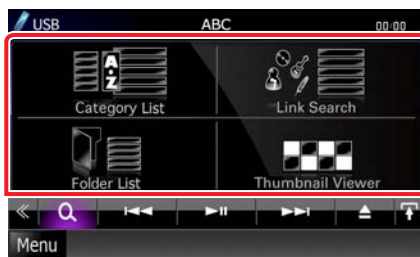 USB ABC 00:00
A
Z
Category List Link Search
Folder List Thumbnail Viewer
Menu